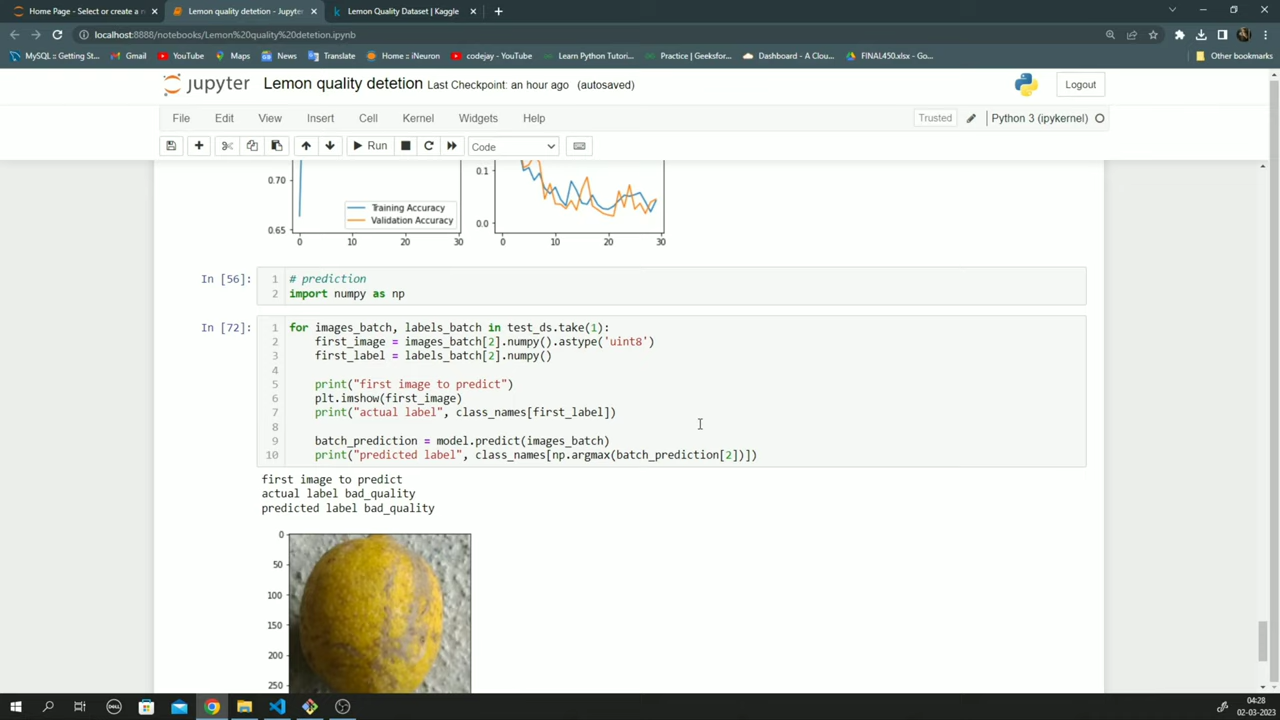 Home Page - Select or create a n
Lemon quality detetion - Jupyte
Lemon Quality Dataset | Kaggle
localhost:8888/notebooks/Lemon%20quality%20detetion.ipynb
MySQL :: Getting St...
Gmail
YouTube
Maps
News
Translate
Home :: iNeuron
codejay - YouTube
Learn Python Tutori...
Practice | Geeksfor...
Dashboard — A Clou...
FINAL450.xlsx - Go...
Other bookmarks
jupyter
Lemon quality detetion Last Checkpoint: an hour ago (autosaved)
Logout
File Edit View Insert Cell Kernel Widgets Help
Trusted
Python 3 (ipykernel)
Run
Code
0.70
0.65
Training Accuracy
Validation Accuracy
0 10 20 30
0.1
0.0
0 10 20 30
In [56]:
1 # prediction
2 import numpy as np
In [72]:
1 for images_batch, labels_batch in test_ds.take(1):
2 first_image = images_batch[2].numpy().astype('uint8')
3 first_label = labels_batch[2].numpy()
4
5 print("first image to predict")
6 plt.imshow(first_image)
7 print("actual label", class_names[first_label])
8
9 batch_prediction = model.predict(images_batch)
10 print("predicted label", class_names[np.argmax(batch_prediction[2])])
first image to predict
actual label bad_quality
predicted label bad_quality
0
50
100
150
200
250
DELL
04:28
02-03-2023